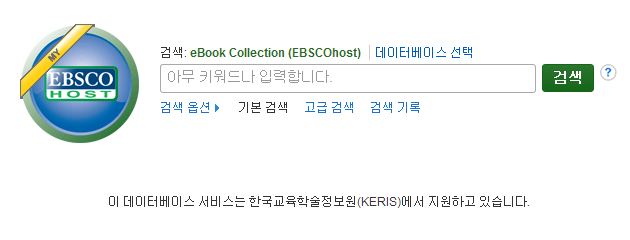 MY
EBSCO
HOST
검색: eBook Collection (EBSCOhost) 데이터베이스 선택
아무 키워드나 입력합니다.
검색
?
검색 옵션 기본 검색 고급 검색 검색 기록
이 데이터베이스 서비스는 한국교육학술정보원(KERIS)에서 지원하고 있습니다.